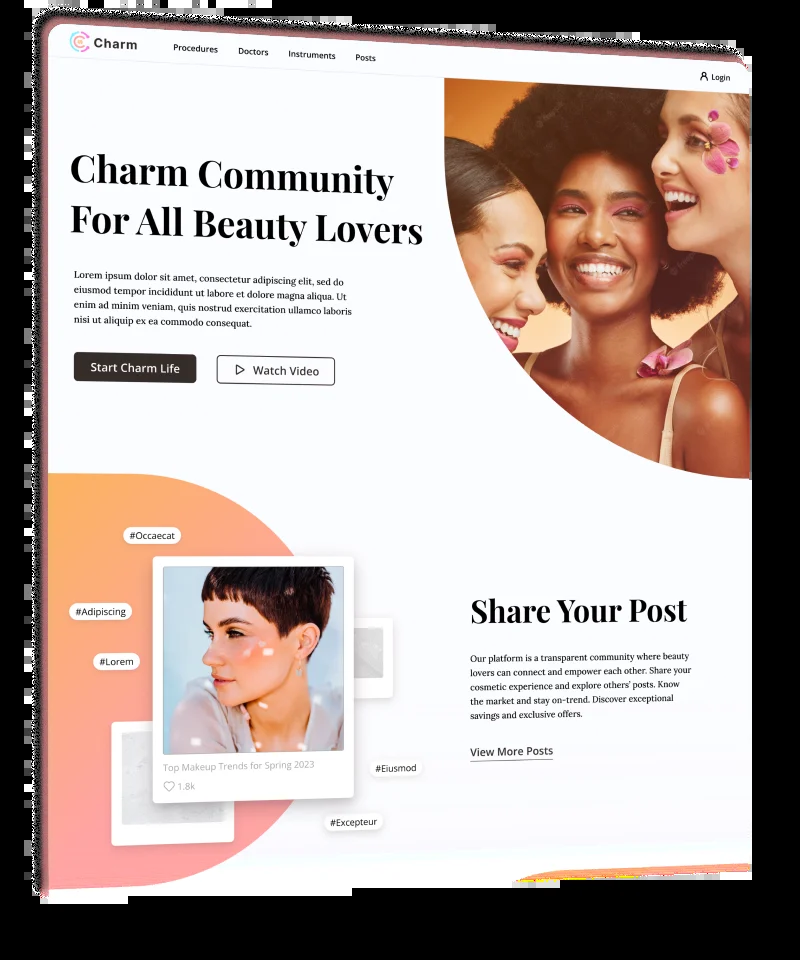 Charm
Procedures Doctors Instruments Posts
Login
Charm Community
For All Beauty Lovers
Lorem ipsum dolor sit amet, consectetur adipiscing elit, sed do
eiusmod tempor incididunt ut labore et dolore magna aliqua. Ut
enim ad minim veniam, quis nostrud exercitation ullamco laboris
nisi ut aliquip ex ea commodo consequat.
Start Charm Life
Watch Video
#Occaecat
#Adipiscing
#Lorem
Top Makeup Trends for Spring 2023
1.8k
#Eiusmod
#Excepteur
Share Your Post
Our platform is a transparent community where beauty
lovers can connect and empower each other. Share your
cosmetic experience and explore others' posts. Know
the market and stay on-trend. Discover exceptional
savings and exclusive offers.
View More Posts